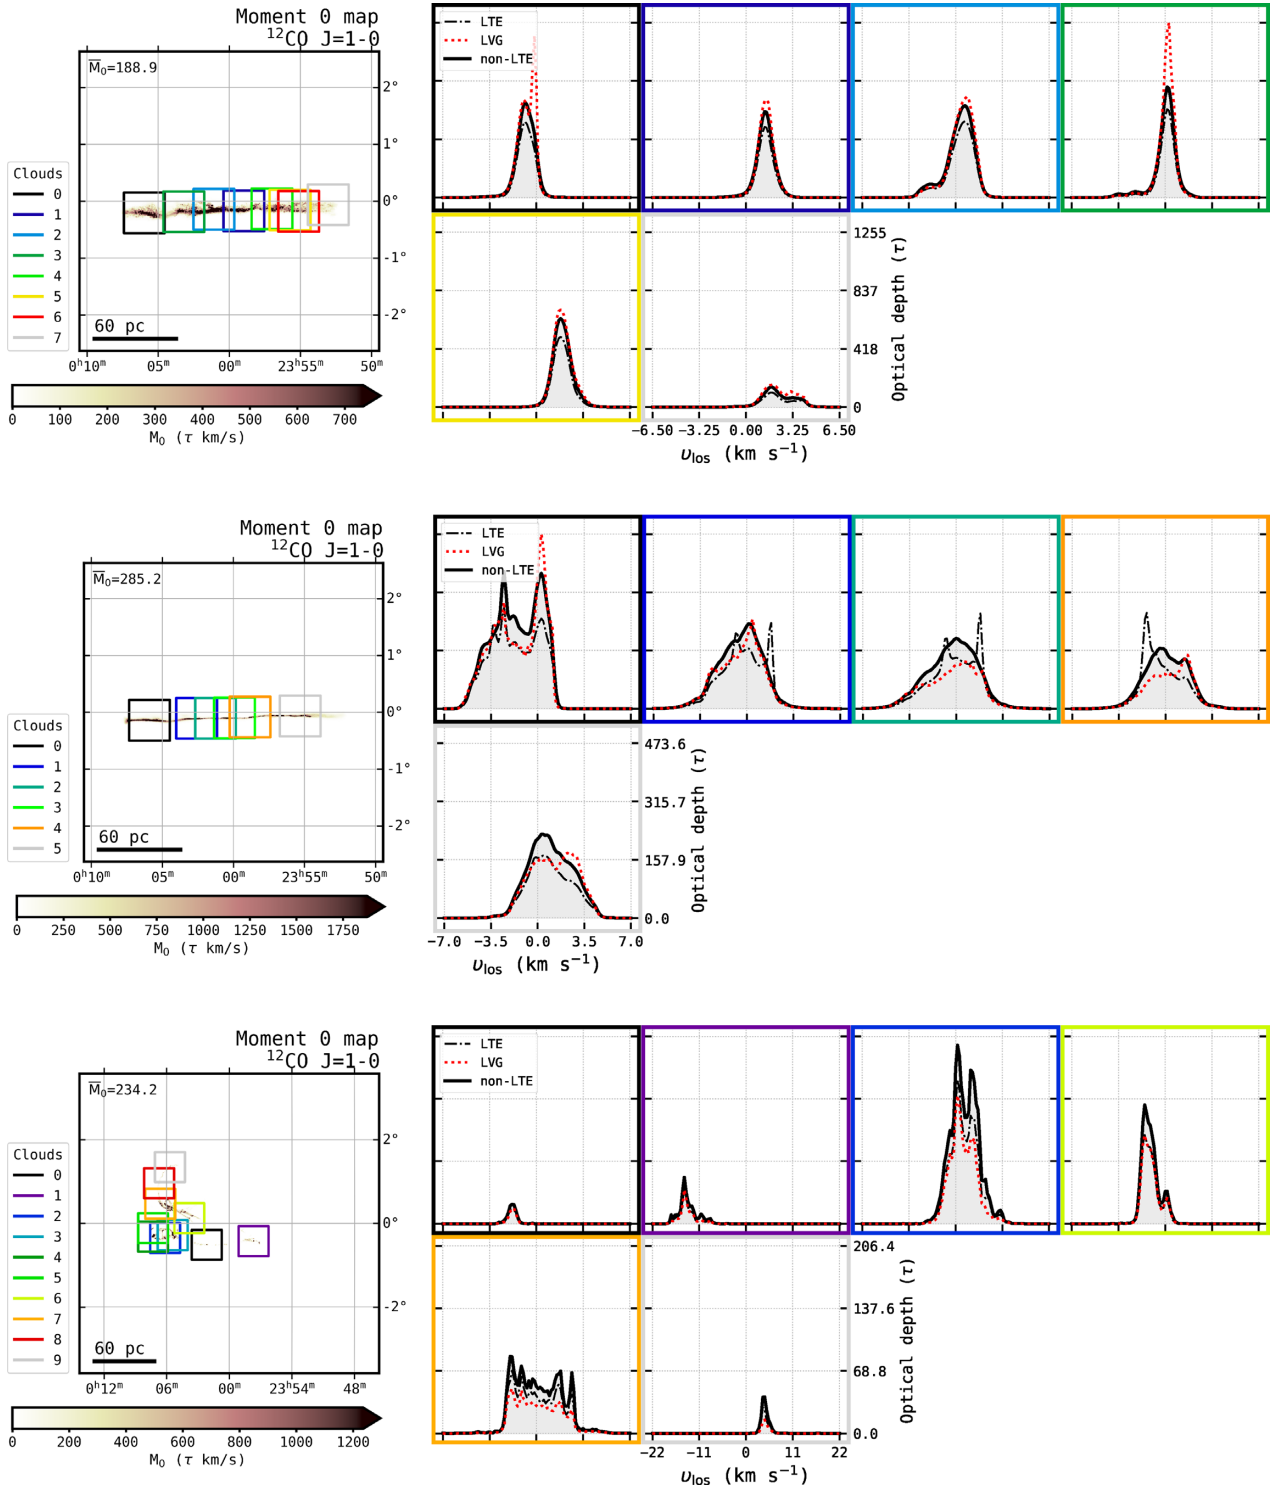 Moment 0 map
¹²CO J=1-0
M̅₀=188.9
2°
1°
0°
-1°
-2°
Clouds
0
1
2
3
4
5
6
7
60 pc
0ʰ10ᵐ 05ᵐ 00ᵐ 23ʰ55ᵐ 50ᵐ
0 100 200 300 400 500 600 700
M₀ (τ km/s)
LTE
LVG
non-LTE
1255
837
418
0
Optical depth (τ)
−6.50 −3.25 0.00 3.25 6.50
υlos (km s⁻¹)
Moment 0 map
¹²CO J=1-0
M̅₀=285.2
2°
1°
0°
-1°
-2°
Clouds
0
1
2
3
4
5
60 pc
0ʰ10ᵐ 05ᵐ 00ᵐ 23ʰ55ᵐ 50ᵐ
0 250 500 750 1000 1250 1500 1750
M₀ (τ km/s)
LTE
LVG
non-LTE
473.6
315.7
157.9
0.0
Optical depth (τ)
−7.0 −3.5 0.0 3.5 7.0
υlos (km s⁻¹)
Moment 0 map
¹²CO J=1-0
M̅₀=234.2
2°
0°
-2°
Clouds
0
1
2
3
4
5
6
7
8
9
60 pc
0ʰ12ᵐ 06ᵐ 00ᵐ 23ʰ54ᵐ 48ᵐ
0 200 400 600 800 1000 1200
M₀ (τ km/s)
LTE
LVG
non-LTE
206.4
137.6
68.8
0.0
Optical depth (τ)
−22 −11 0 11 22
υlos (km s⁻¹)